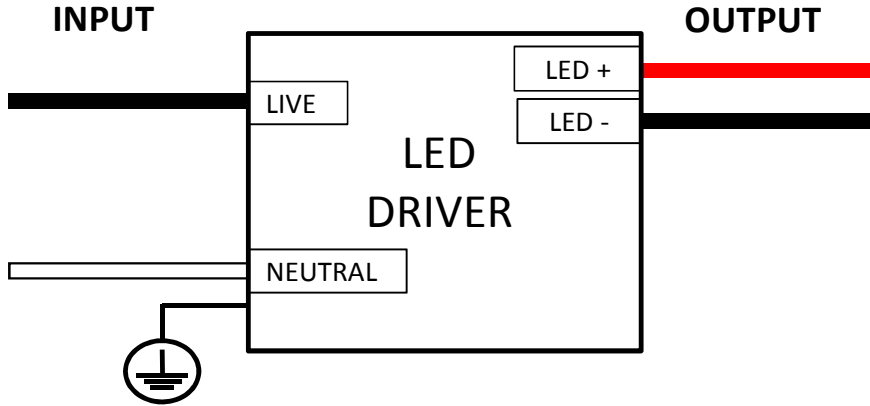 INPUT
OUTPUT
LED +
LIVE
LED -
LED
DRIVER
NEUTRAL